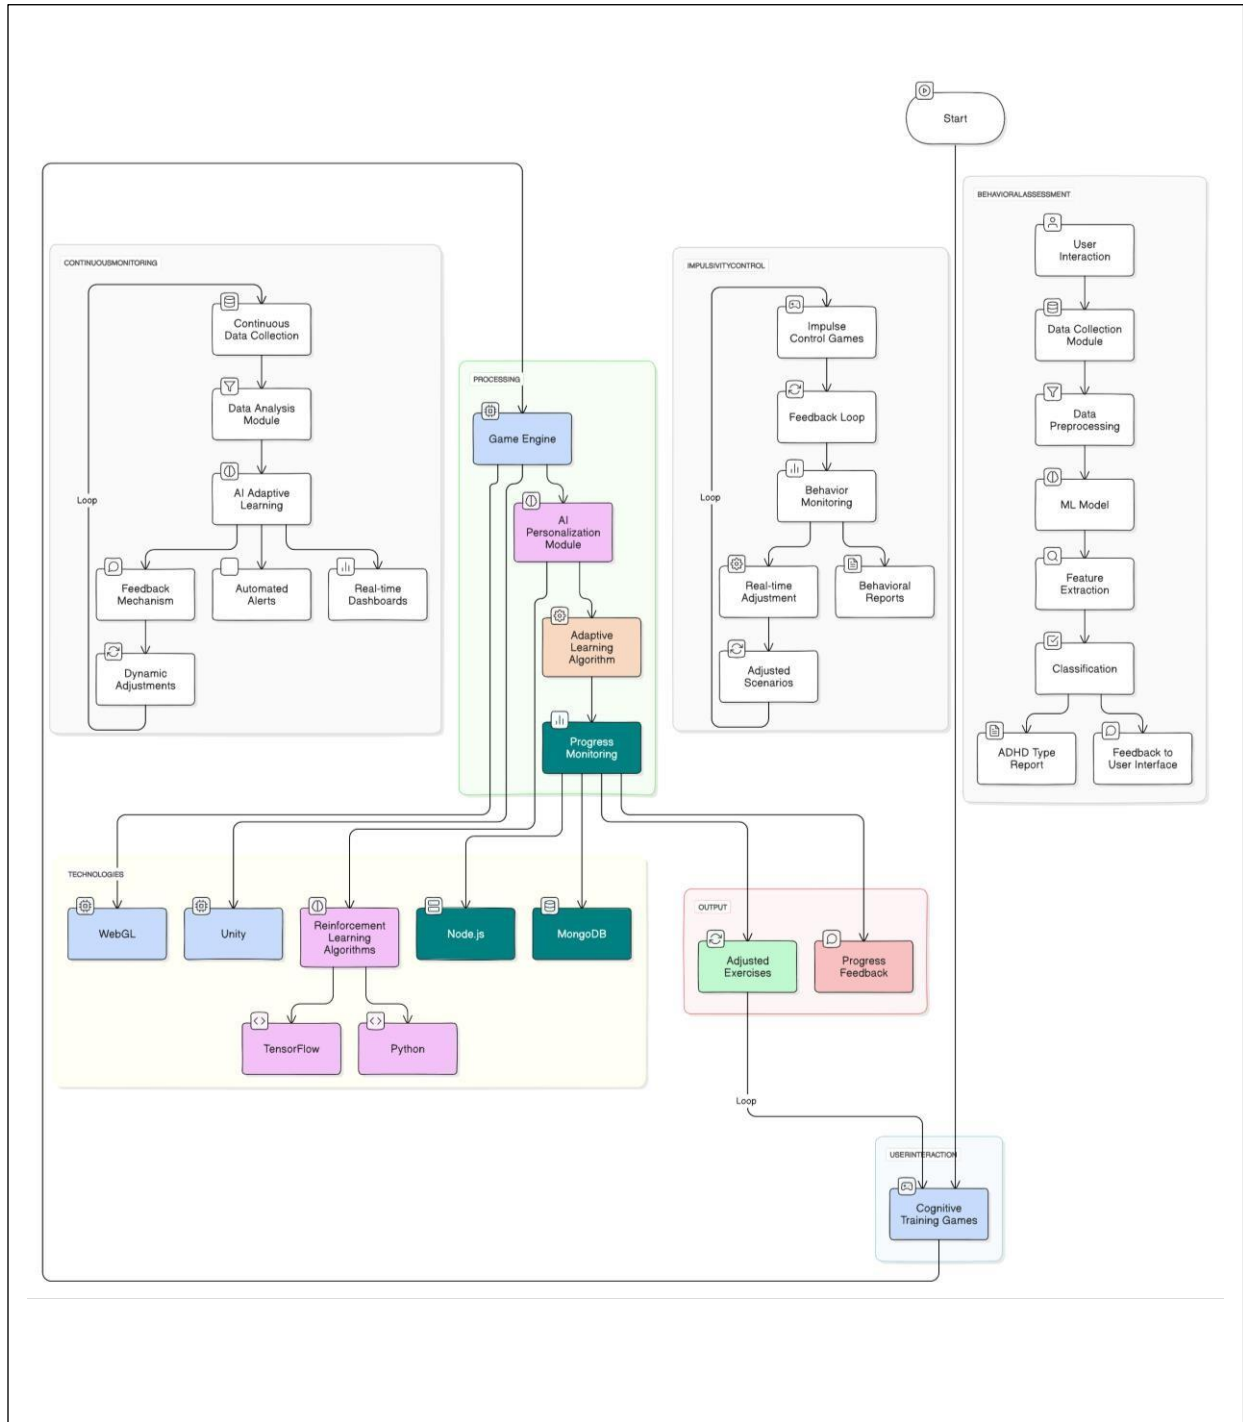 Start
BEHAVIORALASSESSMENT
User
Interaction
Data Collection
Module
Data
Preprocessing
ML Model
Feature
Extraction
Classification
ADHD Type
Report
Feedback to
User Interface
CONTINUOUSMONITORING
Continuous
Data Collection
Data Analysis
Module
AI Adaptive
Learning
Loop
Feedback
Mechanism
Automated
Alerts
Real-time
Dashboards
Dynamic
Adjustments
IMPULSIVITYCONTROL
Impulse
Control Games
Feedback Loop
Behavior
Monitoring
Loop
Real-time
Adjustment
Behavioral
Reports
Adjusted
Scenarios
PROCESSING
Game Engine
AI
Personalization
Module
Adaptive
Learning
Algorithm
Progress
Monitoring
TECHNOLOGIES
WebGL
Unity
Reinforcement
Learning
Algorithms
Node.js
MongoDB
TensorFlow
Python
OUTPUT
Adjusted
Exercises
Progress
Feedback
Loop
USERINTERACTION
Cognitive
Training Games